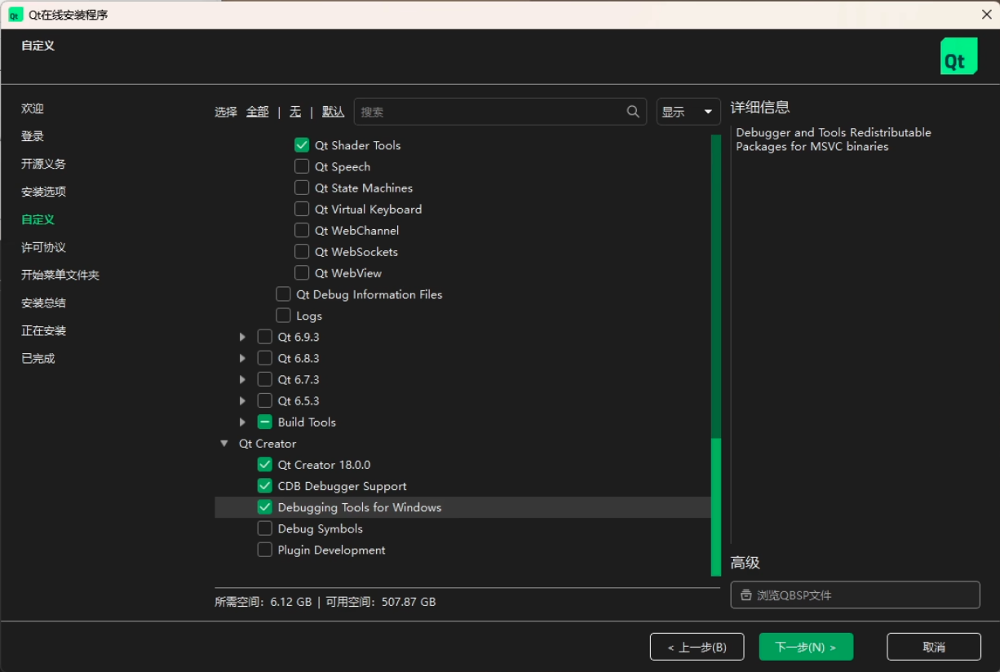 Qt Qt在线安装程序
自定义
Qt
欢迎
登录
开源义务
安装选项
自定义
许可协议
开始菜单文件夹
安装总结
正在安装
已完成
选择 全部 | 无 | 默认 搜索 显示
Qt Shader Tools
Qt Speech
Qt State Machines
Qt Virtual Keyboard
Qt WebChannel
Qt WebSockets
Qt WebView
Qt Debug Information Files
Logs
Qt 6.9.3
Qt 6.8.3
Qt 6.7.3
Qt 6.5.3
Build Tools
Qt Creator
Qt Creator 18.0.0
CDB Debugger Support
Debugging Tools for Windows
Debug Symbols
Plugin Development
所需空间: 6.12 GB | 可用空间: 507.87 GB
详细信息
Debugger and Tools Redistributable
Packages for MSVC binaries
高级
浏览QBSP文件
< 上一步(B) 下一步(N) > 取消